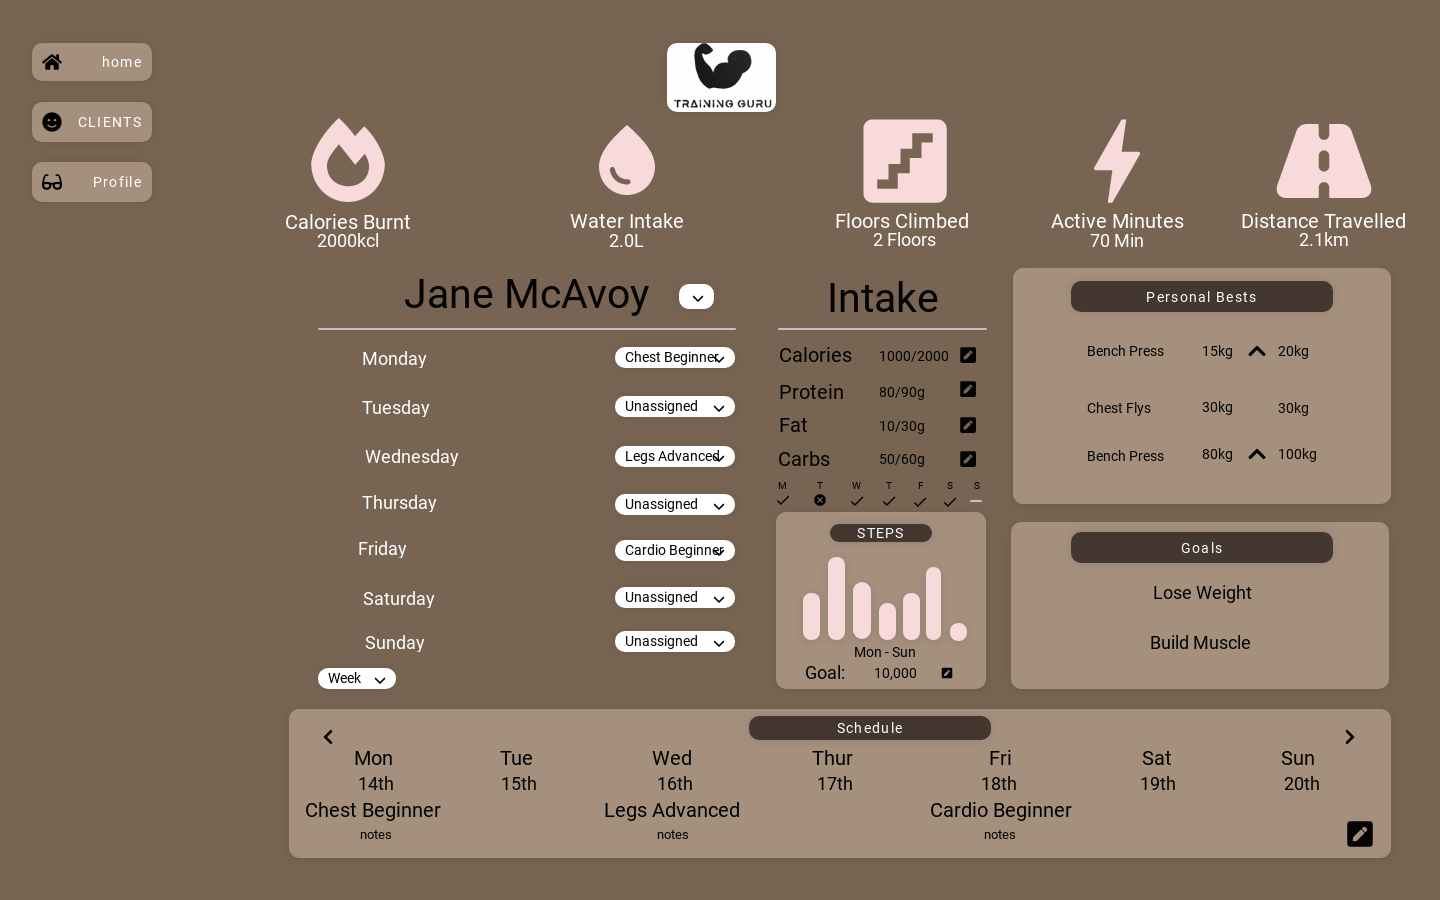 home
CLIENTS
Profile
TRAINING GURU
Calories Burnt
2000kcl
Water Intake
2.0L
Floors Climbed
2 Floors
Active Minutes
70 Min
Distance Travelled
2.1km
Jane McAvoy
Monday Chest Beginner
Tuesday Unassigned
Wednesday Legs Advanced
Thursday Unassigned
Friday Cardio Beginner
Saturday Unassigned
Sunday Unassigned
Week
Intake
Calories 1000/2000
Protein 80/90g
Fat 10/30g
Carbs 50/60g
M T W T F S S
STEPS
Mon - Sun
Goal: 10,000
Personal Bests
Bench Press 15kg 20kg
Chest Flys 30kg 30kg
Bench Press 80kg 100kg
Goals
Lose Weight
Build Muscle
Schedule
Mon Tue Wed Thur Fri Sat Sun
14th 15th 16th 17th 18th 19th 20th
Chest Beginner Legs Advanced Cardio Beginner
notes notes notes